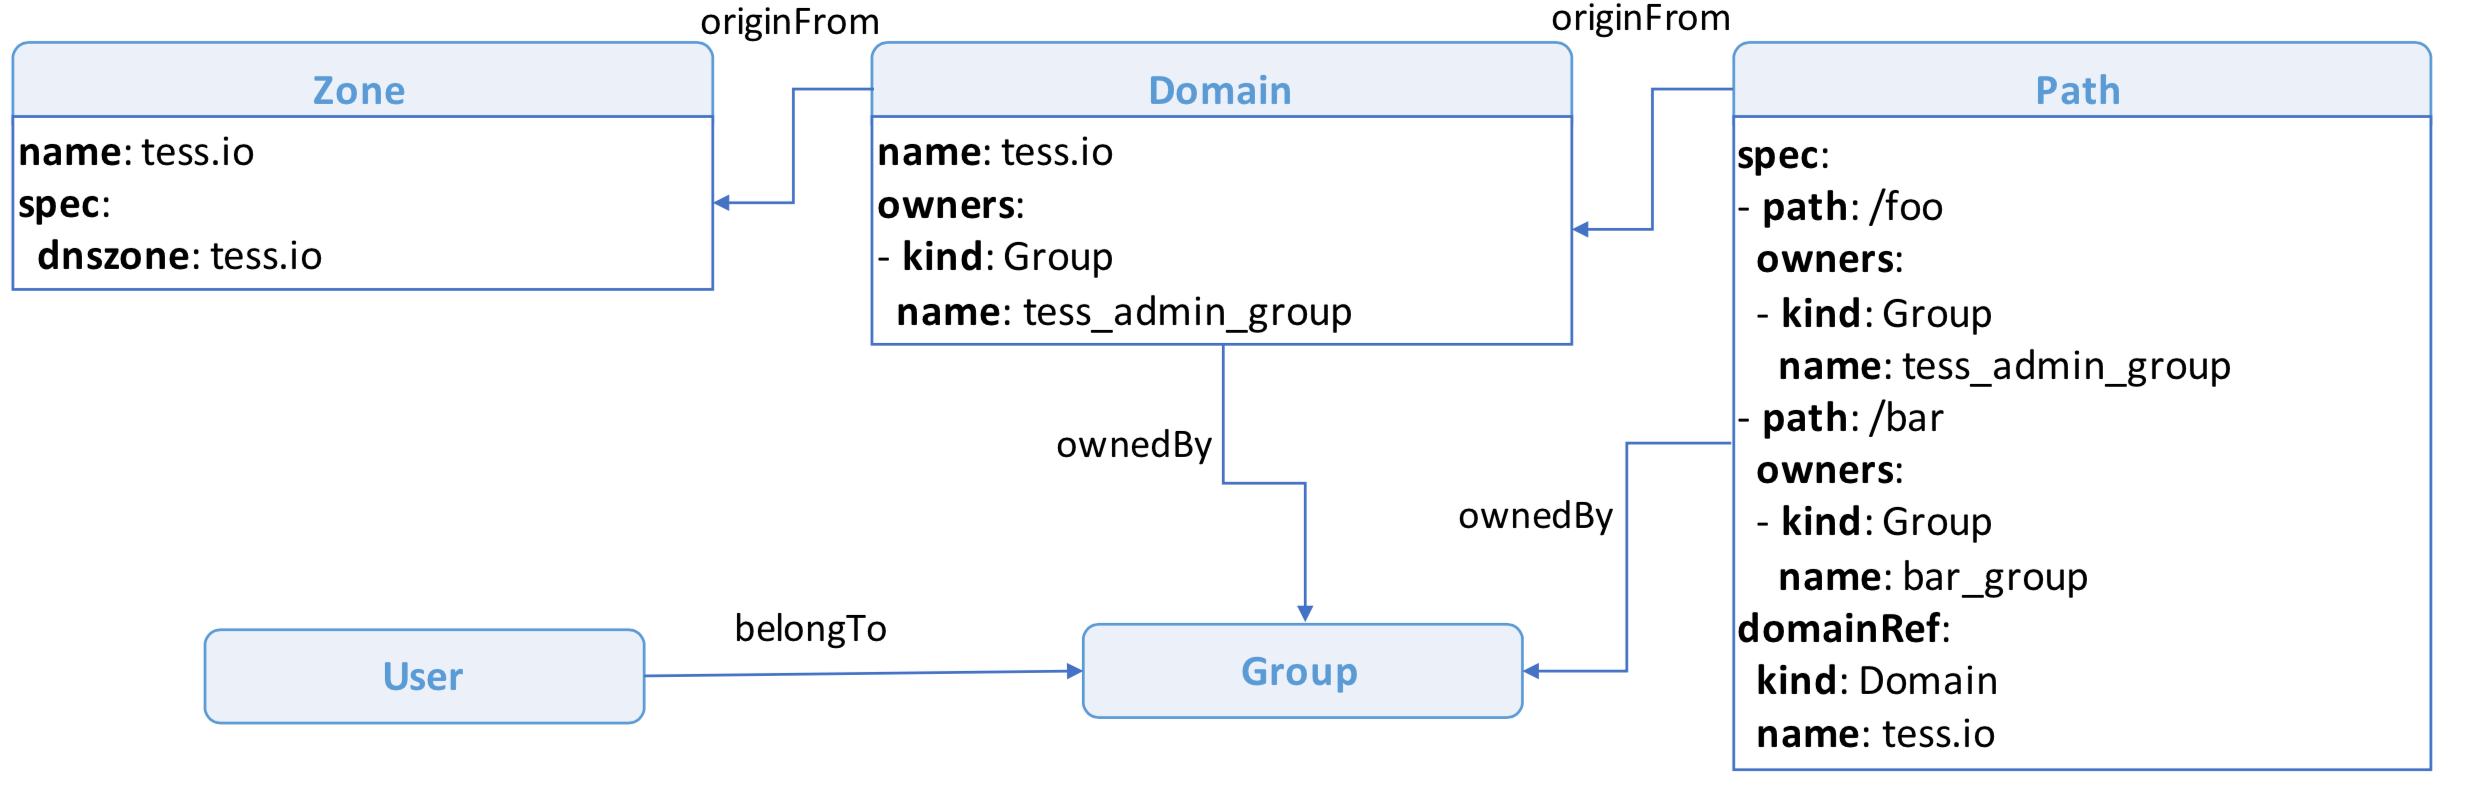 originFrom
originFrom
Zone
name: tess.io
spec:
dnszone: tess.io
Domain
name: tess.io
owners:
- kind: Group
name: tess_admin_group
Path
spec:
- path: /foo
owners:
- kind: Group
name: tess_admin_group
- path: /bar
owners:
- kind: Group
name: bar_group
domainRef:
kind: Domain
name: tess.io
ownedBy
ownedBy
belongTo
User
Group